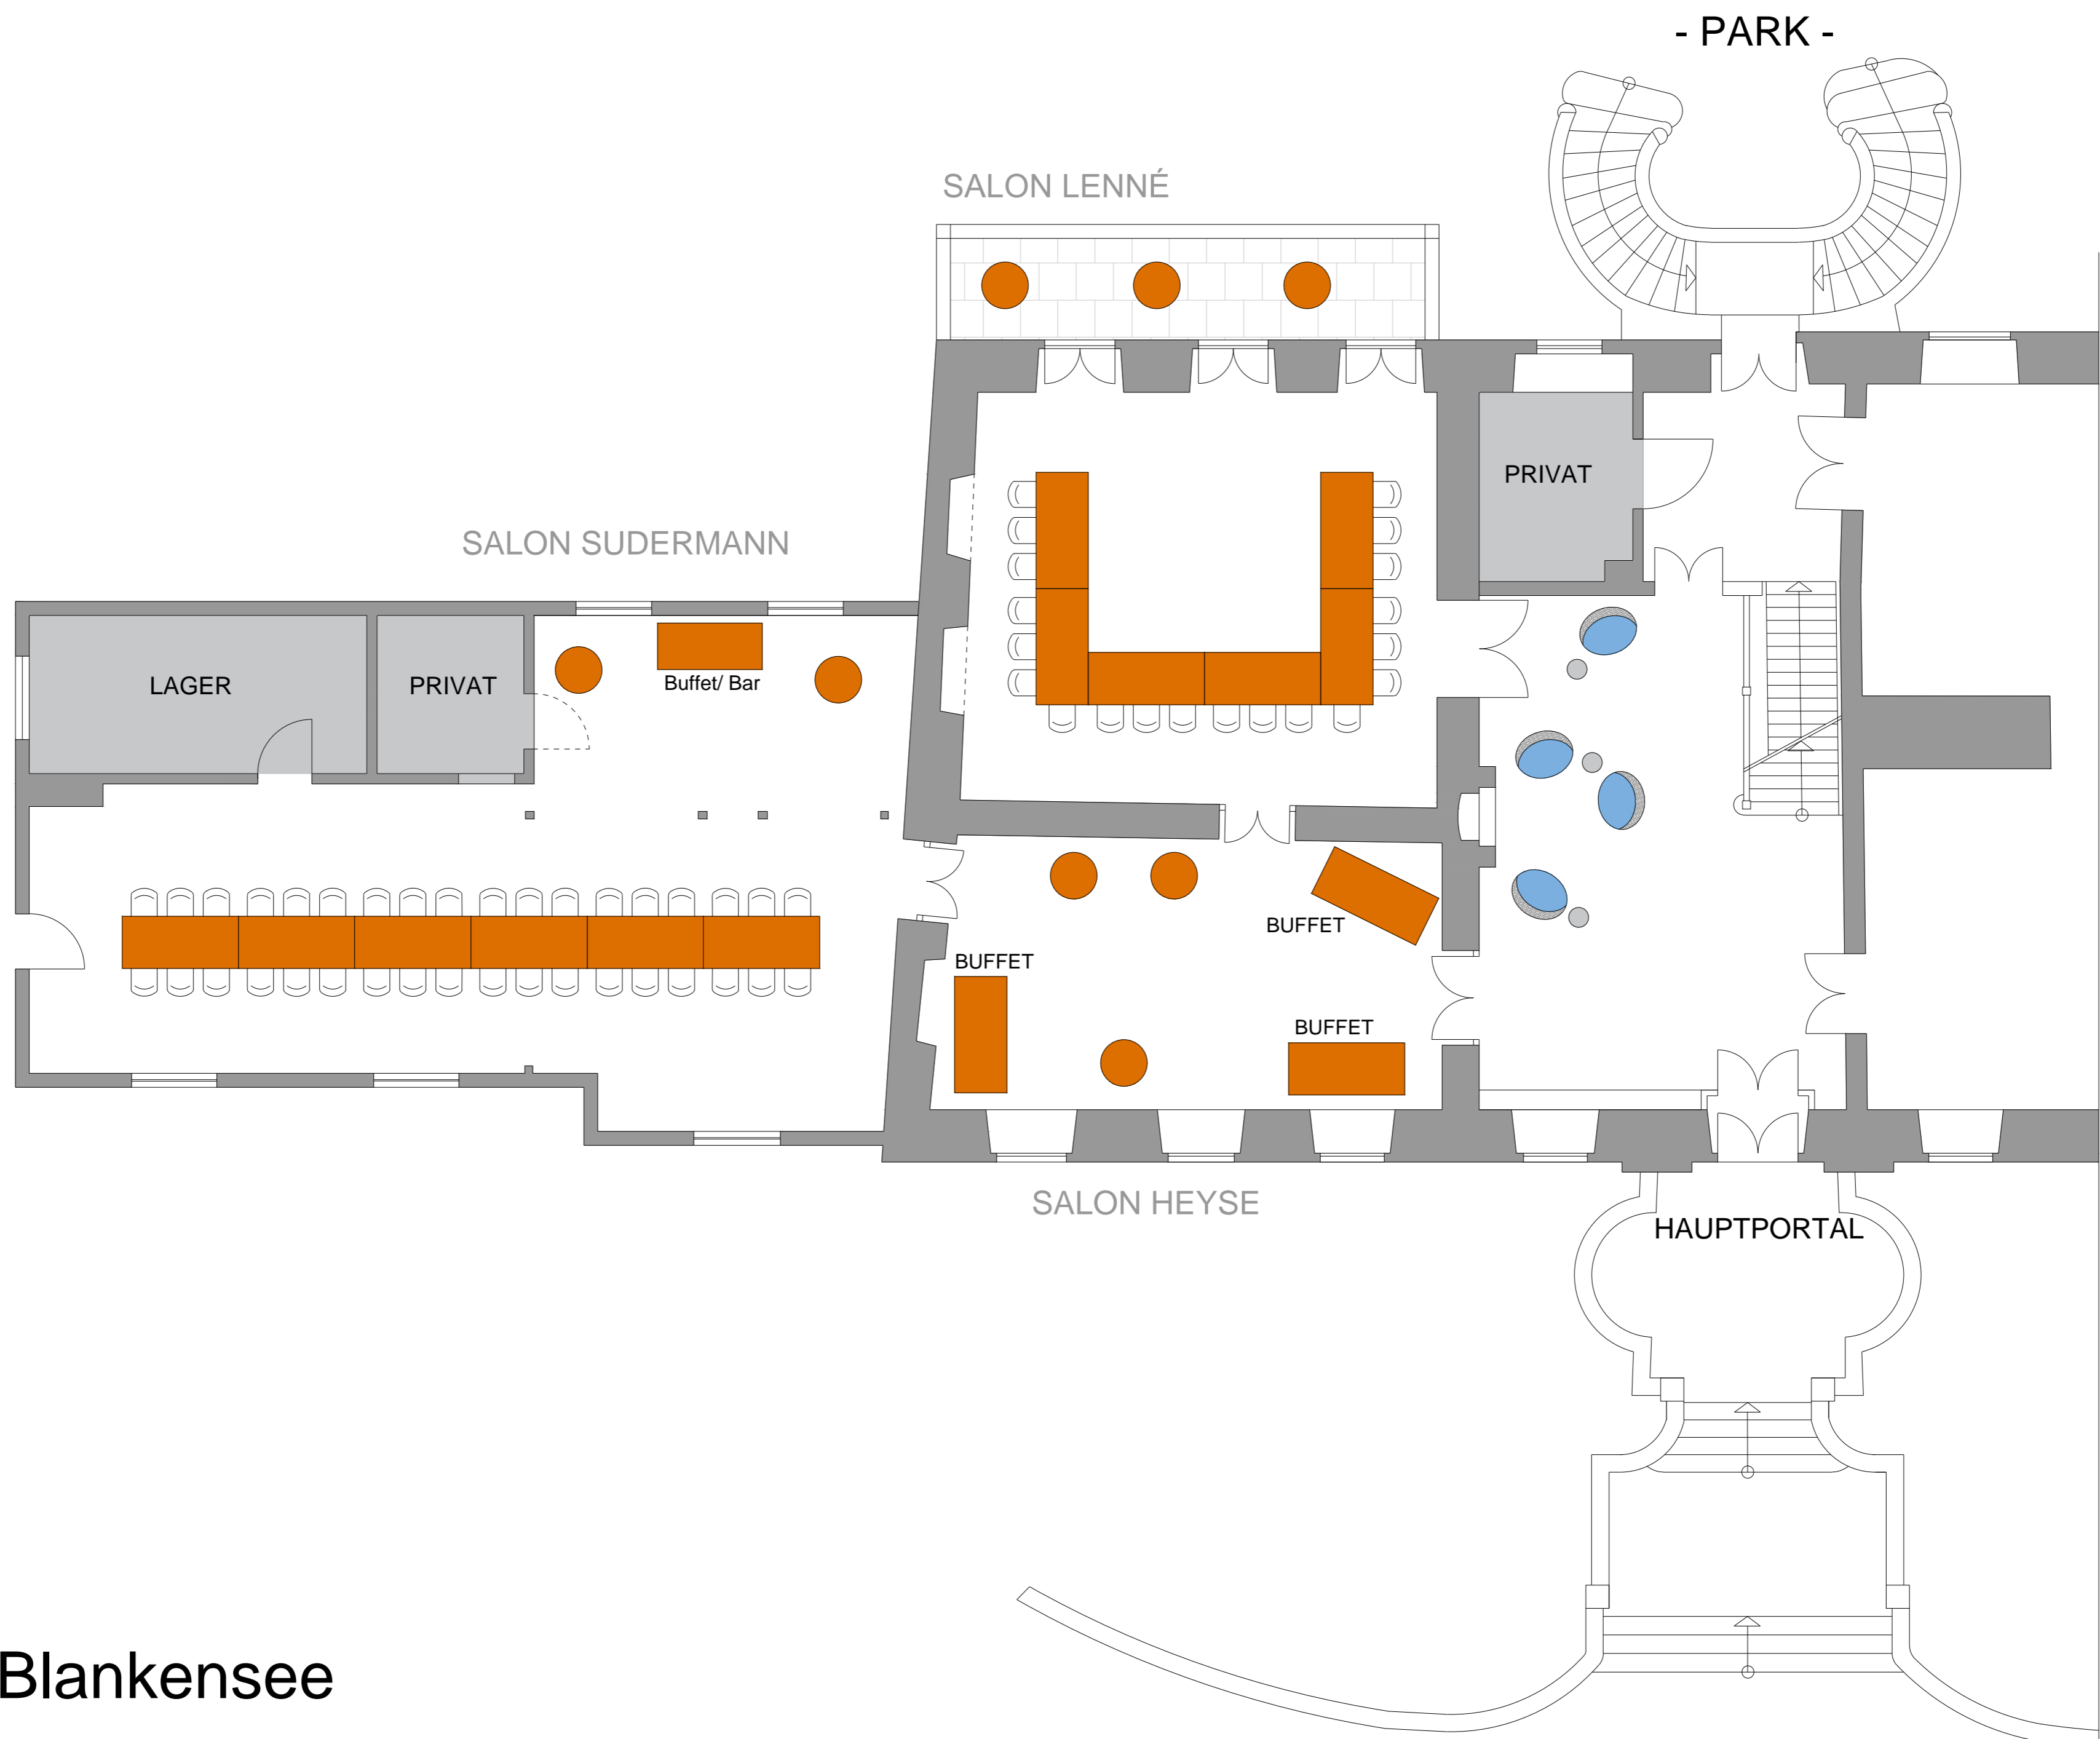 - PARK -
SALON LENNÉ
PRIVAT
SALON SUDERMANN
LAGER
PRIVAT
Buffet/ Bar
BUFFET
BUFFET
BUFFET
SALON HEYSE
HAUPTPORTAL
Blankensee